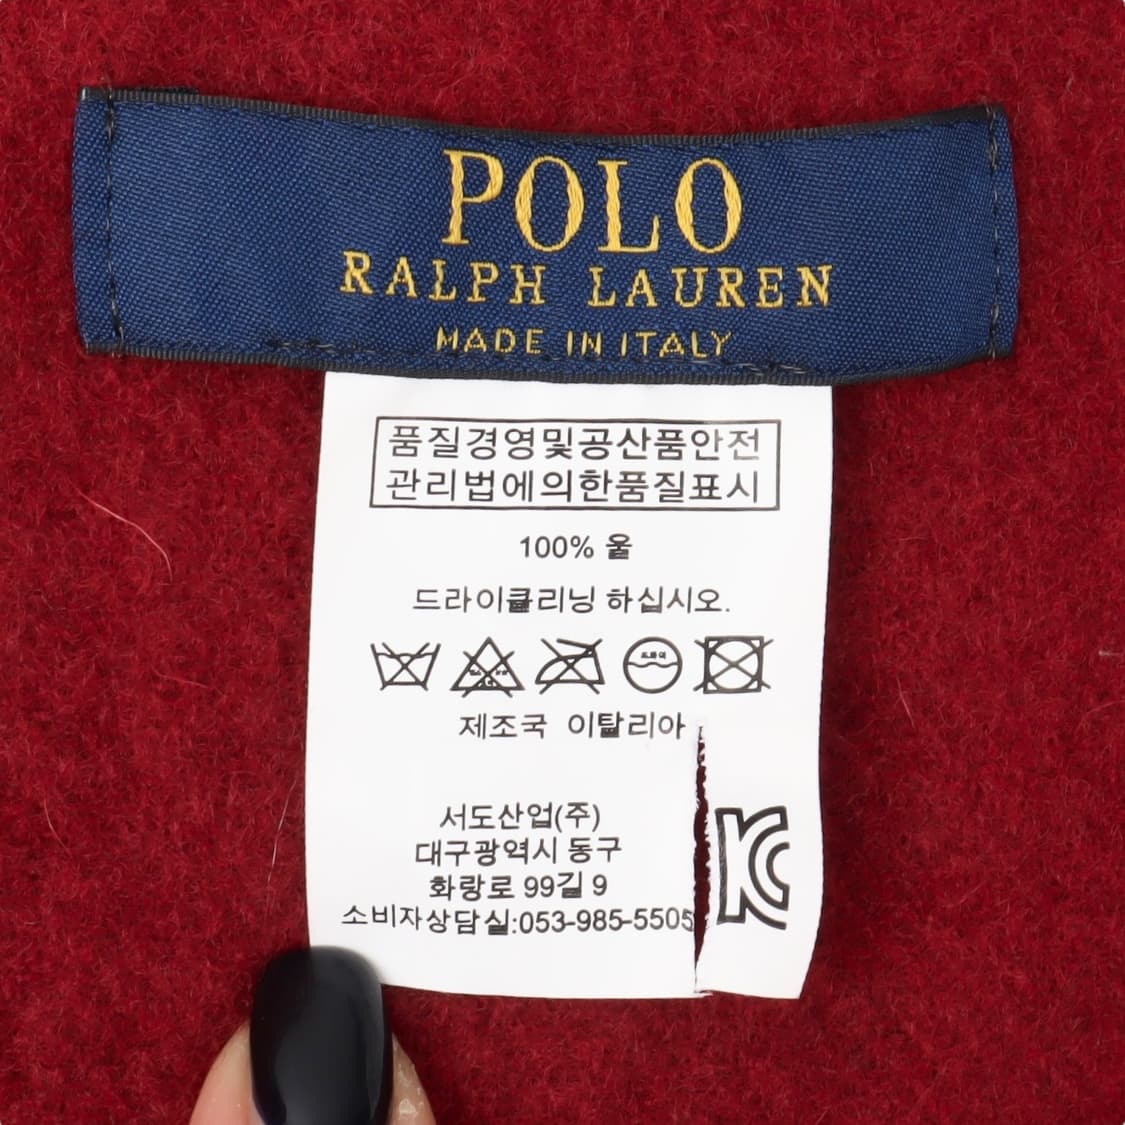 POLO
RALPH LAUREN
MADE IN ITALY
품질경영및공산품안전
관리법에의한품질표시
100% 울
드라이클리닝 하십시오.
제조국 이탈리아
서도산업(주)
대구광역시 동구
화랑로 99길 9
소비자상담실:053-985-5505
KC